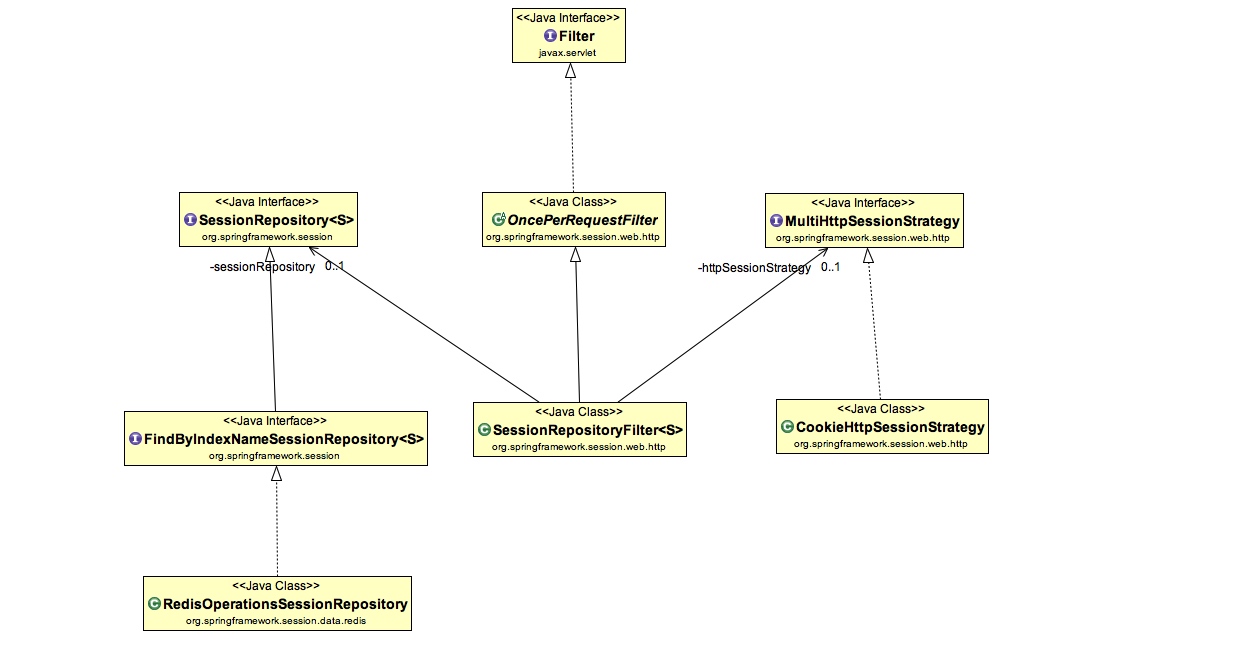 <<Java Interface>>
Filter
javax.servlet
<<Java Interface>>
SessionRepository<S>
org.springframework.session
<<Java Class>>
OncePerRequestFilter
org.springframework.session.web.http
<<Java Interface>>
MultiHttpSessionStrategy
org.springframework.session.web.http
-sessionRepository 0..1
-httpSessionStrategy 0..1
<<Java Interface>>
FindByIndexNameSessionRepository<S>
org.springframework.session
<<Java Class>>
SessionRepositoryFilter<S>
org.springframework.session.web.http
<<Java Class>>
CookieHttpSessionStrategy
org.springframework.session.web.http
<<Java Class>>
RedisOperationsSessionRepository
org.springframework.session.data.redis